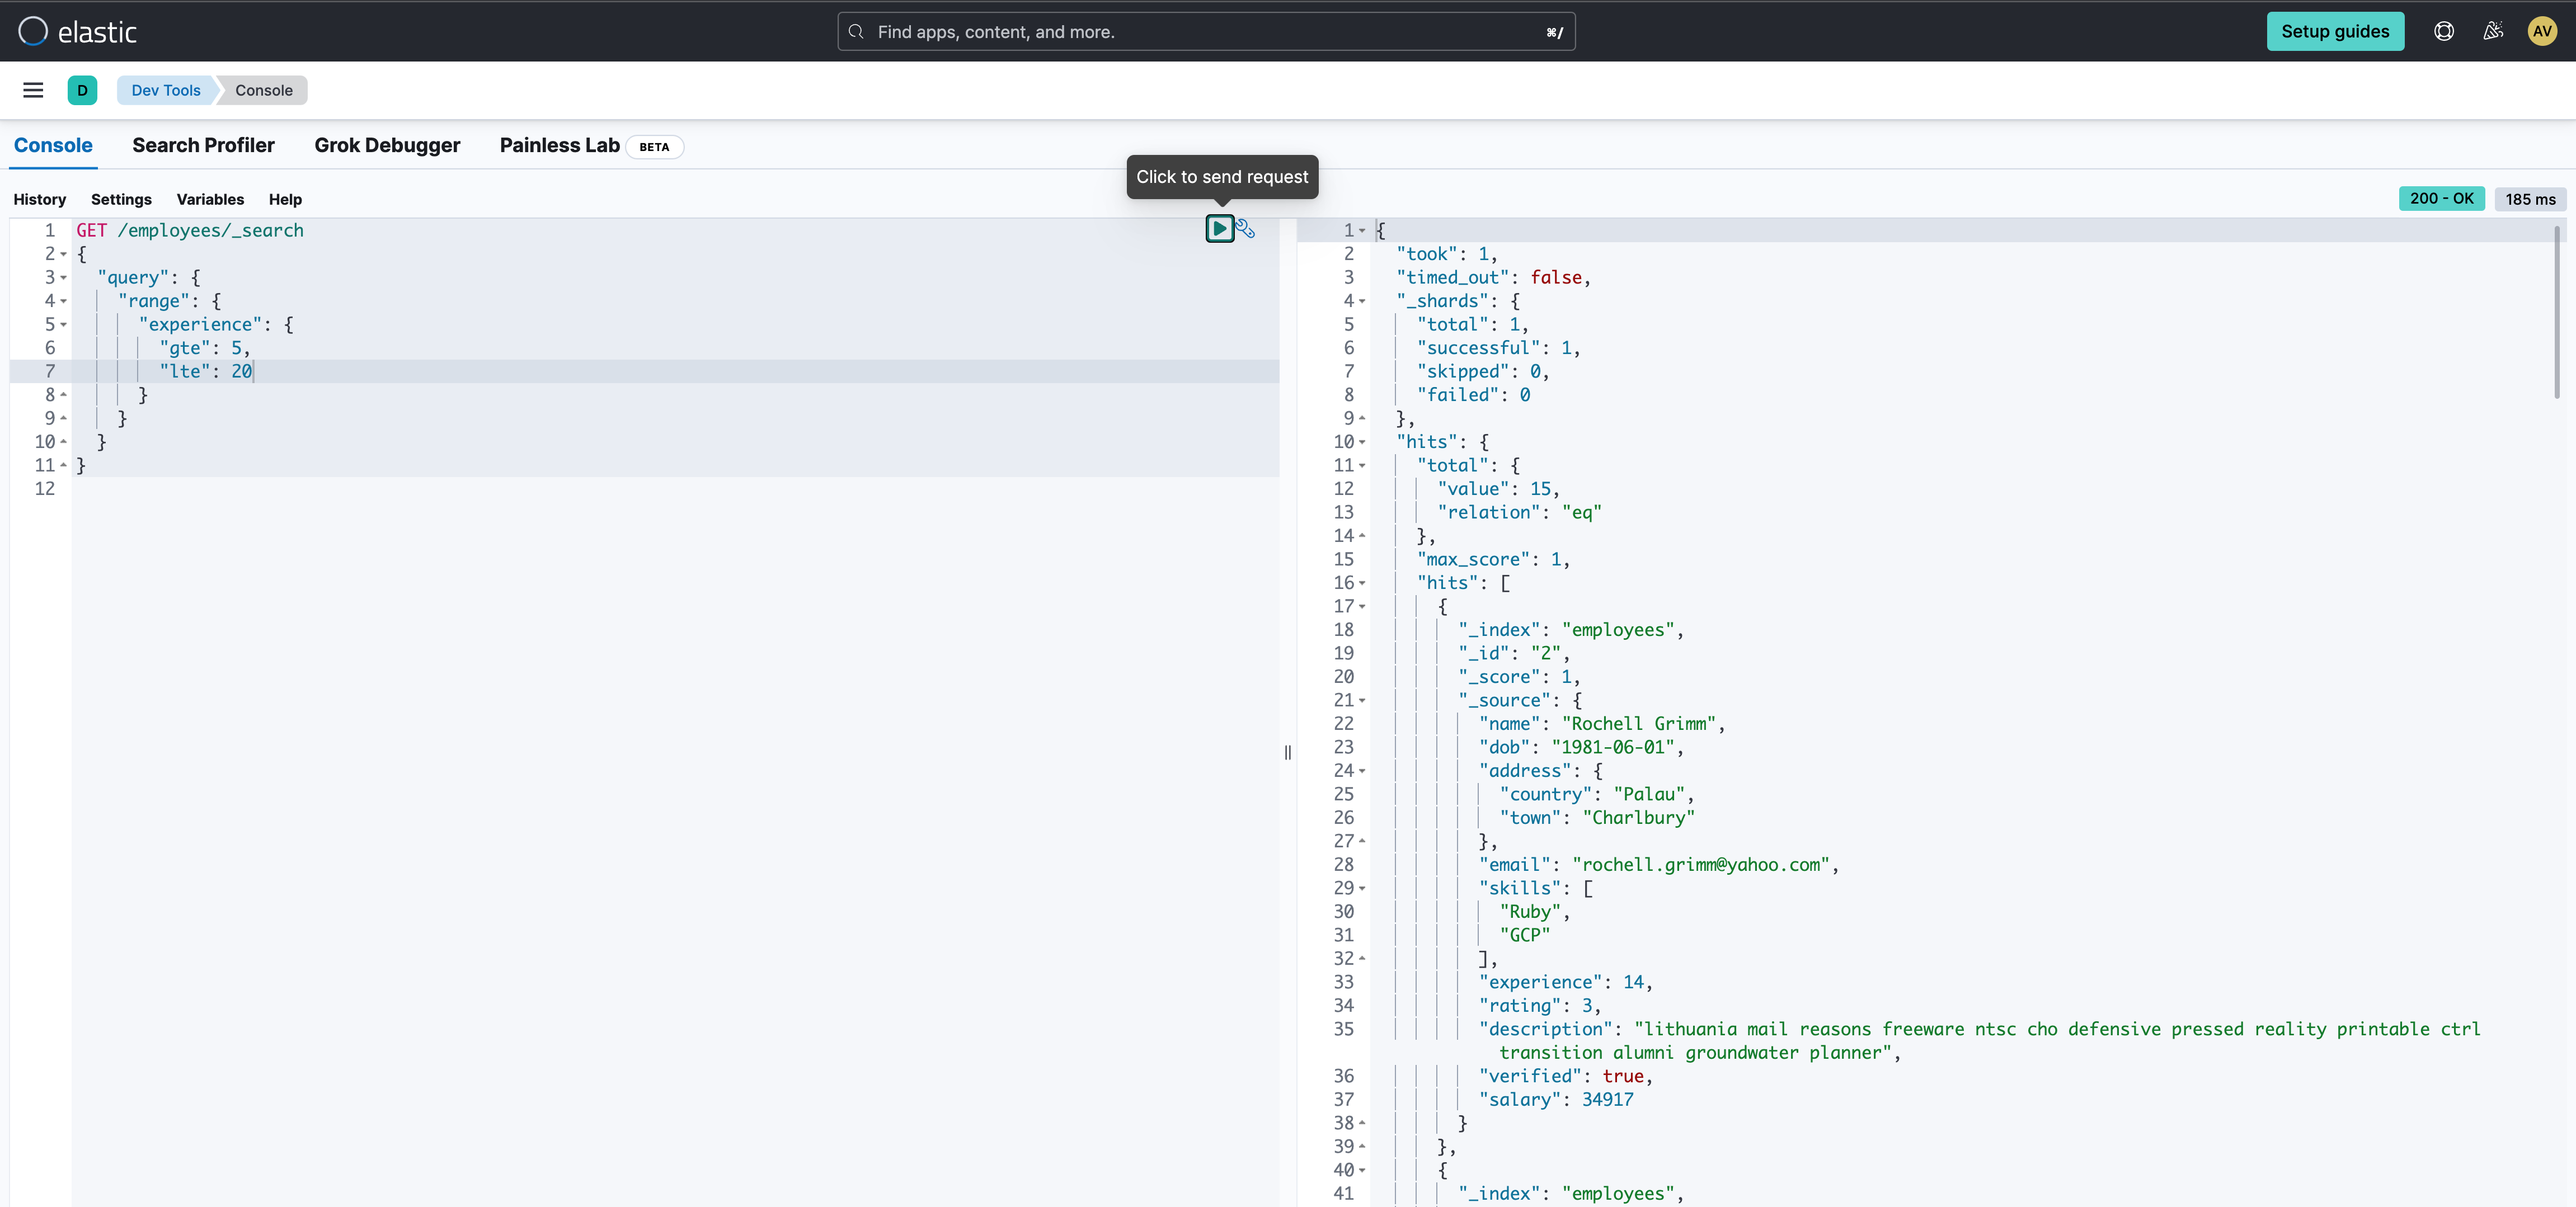 elastic
Find apps, content, and more.
⌘/
Setup guides
AV
D
Dev Tools
Console
Console
Search Profiler
Grok Debugger
Painless Lab
BETA
Click to send request
History
Settings
Variables
Help
200 - OK
185 ms
1 GET /employees/_search
2 {
3 "query": {
4 "range": {
5 "experience": {
6 "gte": 5,
7 "lte": 20
8 }
9 }
10 }
11 }
12
1 {
2 "took": 1,
3 "timed_out": false,
4 "_shards": {
5 "total": 1,
6 "successful": 1,
7 "skipped": 0,
8 "failed": 0
9 },
10 "hits": {
11 "total": {
12 "value": 15,
13 "relation": "eq"
14 },
15 "max_score": 1,
16 "hits": [
17 {
18 "_index": "employees",
19 "_id": "2",
20 "_score": 1,
21 "_source": {
22 "name": "Rochell Grimm",
23 "dob": "1981-06-01",
24 "address": {
25 "country": "Palau",
26 "town": "Charlbury"
27 },
28 "email": "rochell.grimm@yahoo.com",
29 "skills": [
30 "Ruby",
31 "GCP"
32 ],
33 "experience": 14,
34 "rating": 3,
35 "description": "lithuania mail reasons freeware ntsc cho defensive pressed reality printable ctrl
transition alumni groundwater planner",
36 "verified": true,
37 "salary": 34917
38 }
39 },
40 {
41 "_index": "employees",